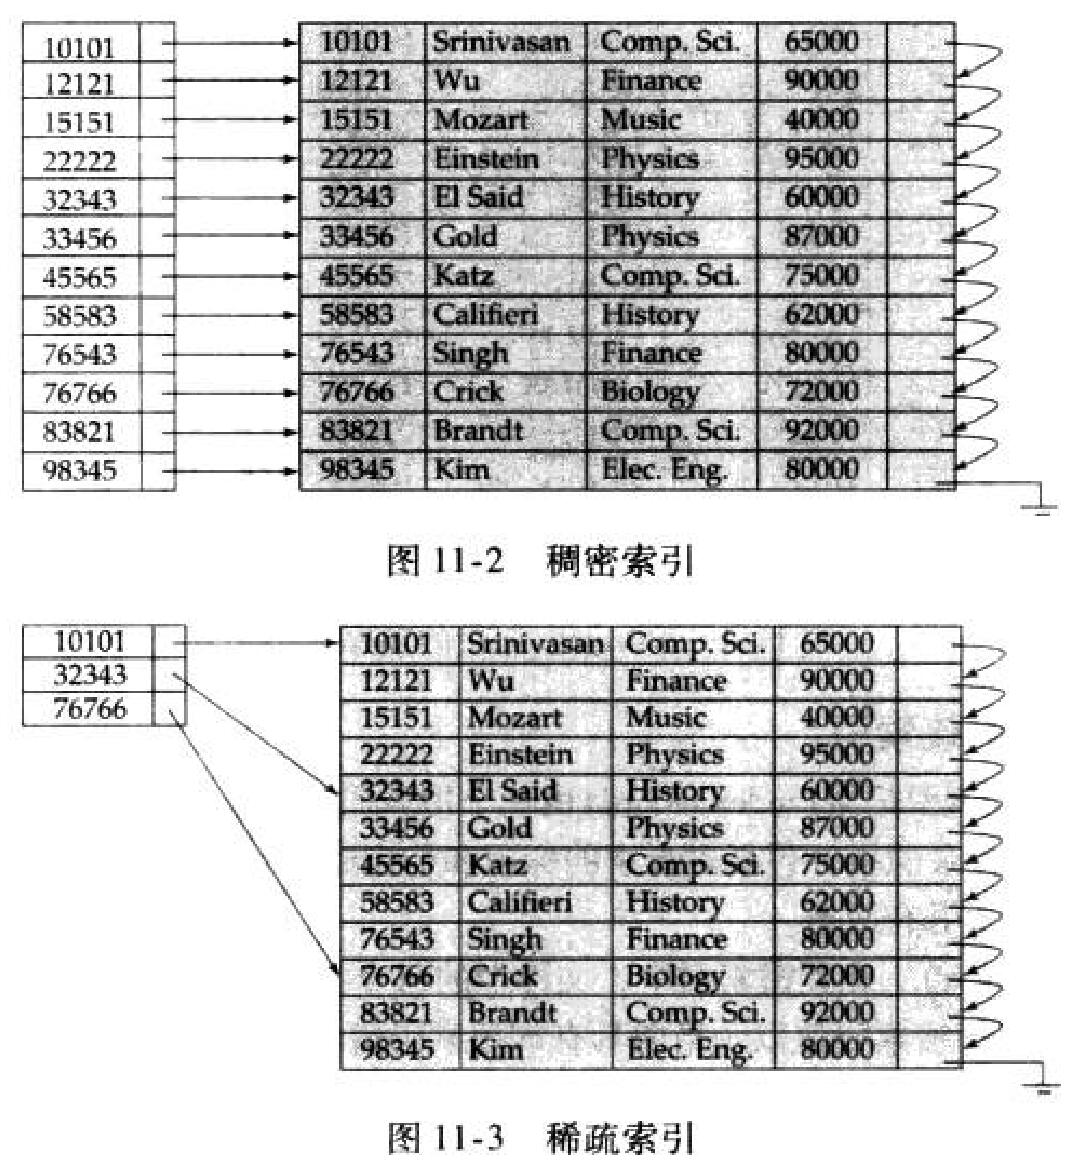 10101 10101 Srinivasan Comp. Sci. 65000
12121 12121 Wu Finance 90000
15151 15151 Mozart Music 40000
22222 22222 Einstein Physics 95000
32343 32343 El Said History 60000
33456 33456 Gold Physics 87000
45565 45565 Katz Comp. Sci. 75000
58583 58583 Califieri History 62000
76543 76543 Singh Finance 80000
76766 76766 Crick Biology 72000
83821 83821 Brandt Comp. Sci. 92000
98345 98345 Kim Elec. Eng. 80000
图 11-2 稠密索引
10101 10101 Srinivasan Comp. Sci. 65000
32343 12121 Wu Finance 90000
76766 15151 Mozart Music 40000
22222 Einstein Physics 95000
32343 El Said History 60000
33456 Gold Physics 87000
45565 Katz Comp. Sci. 75000
58583 Califieri History 62000
76543 Singh Finance 80000
76766 Crick Biology 72000
83821 Brandt Comp. Sci. 92000
98345 Kim Elec. Eng. 80000
图 11-3 稀疏索引